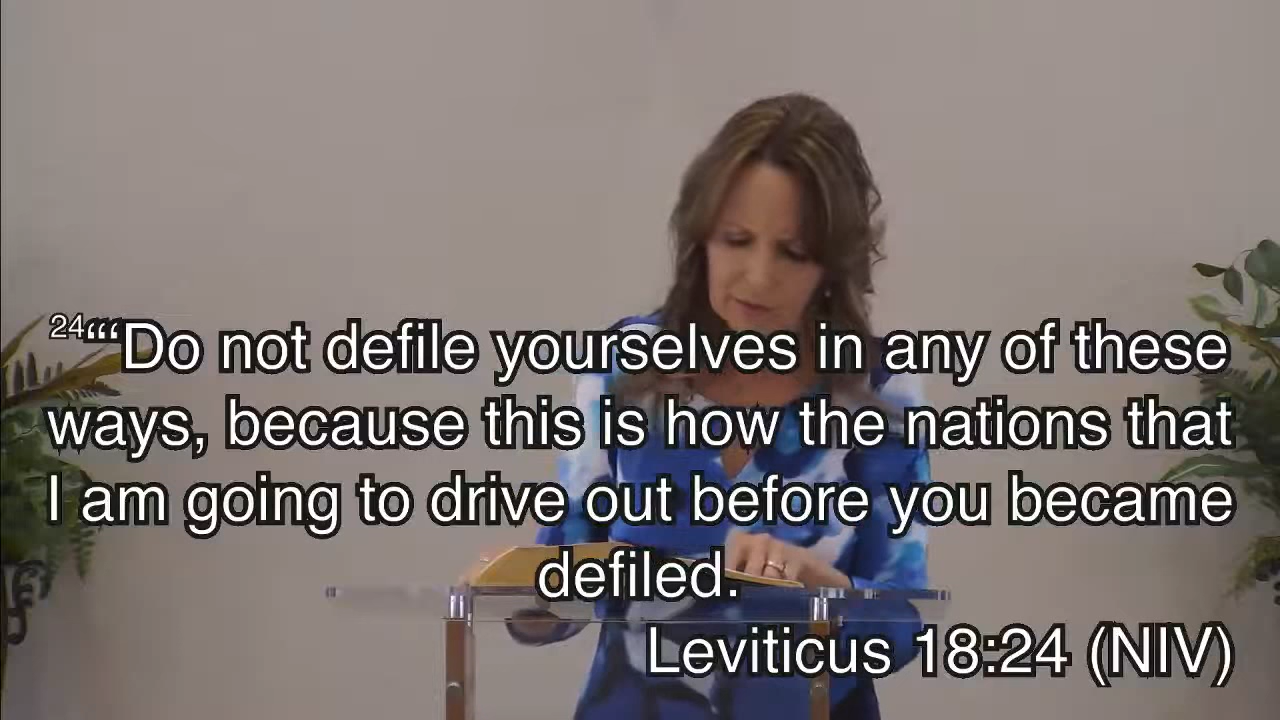 24“‘Do not defile yourselves in any of these
ways, because this is how the nations that
I am going to drive out before you became
defiled.
Leviticus 18:24 (NIV)